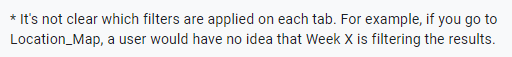 * It's not clear which filters are applied on each tab. For example, if you go to
Location_Map, a user would have no idea that Week X is filtering the results.